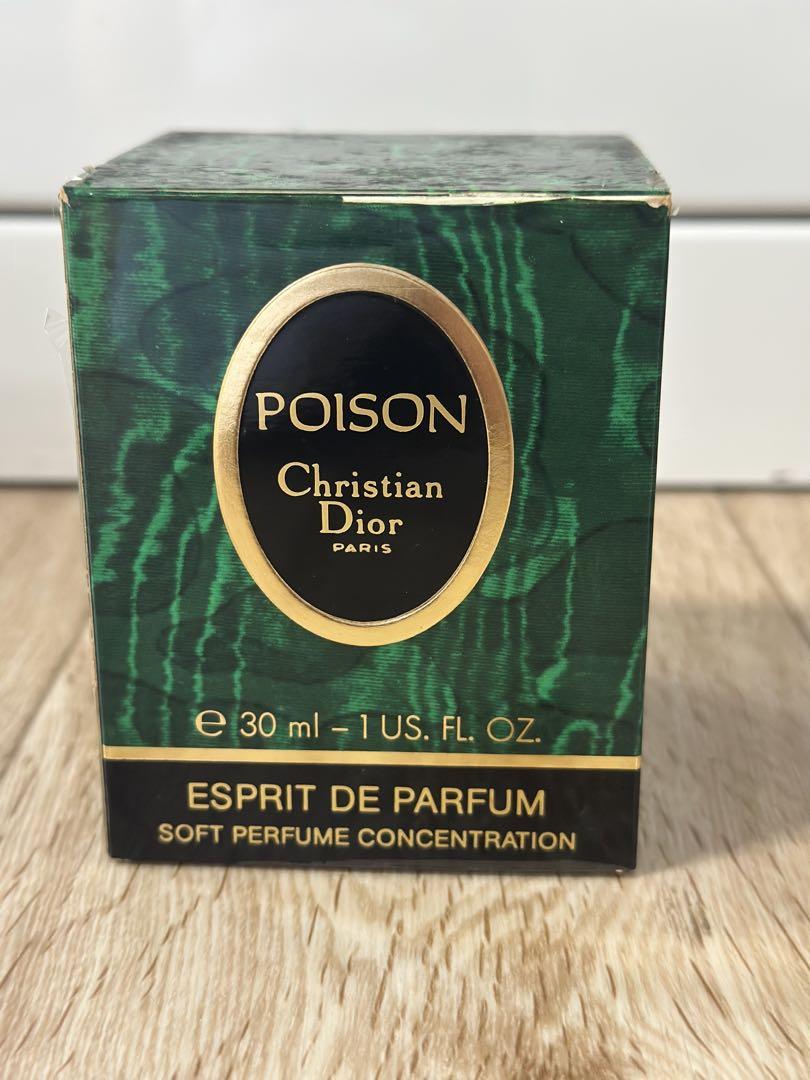 POISON
Christian
Dior
PARIS
℮ 30 ml – 1 US. FL. OZ.
ESPRIT DE PARFUM
SOFT PERFUME CONCENTRATION